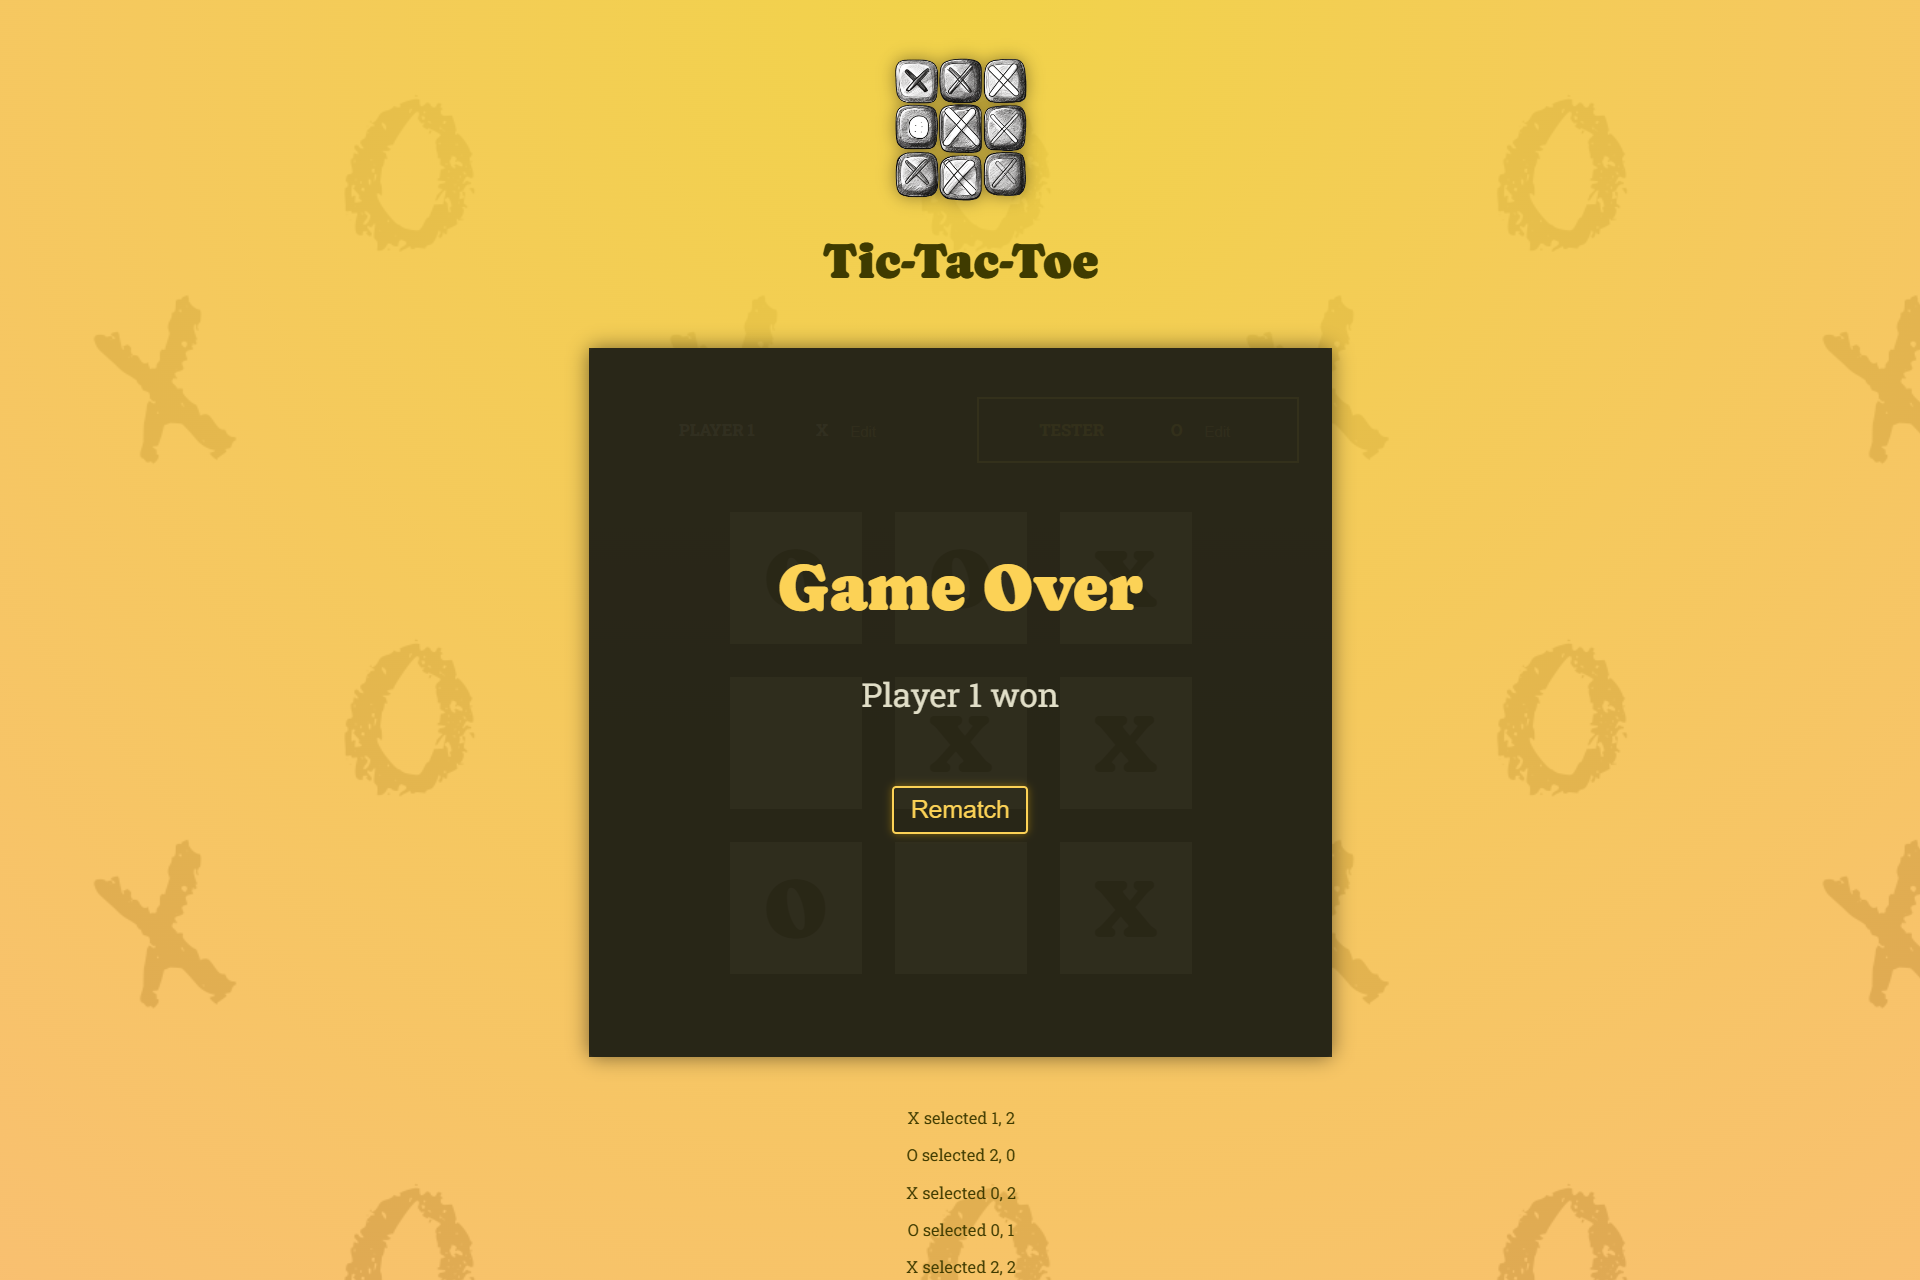 Tic-Tac-Toe
PLAYER 1 X Edit TESTER O Edit
O O X
Game Over
Player 1 won
X X
Rematch
O X
X selected 1, 2
O selected 2, 0
X selected 0, 2
O selected 0, 1
X selected 2, 2